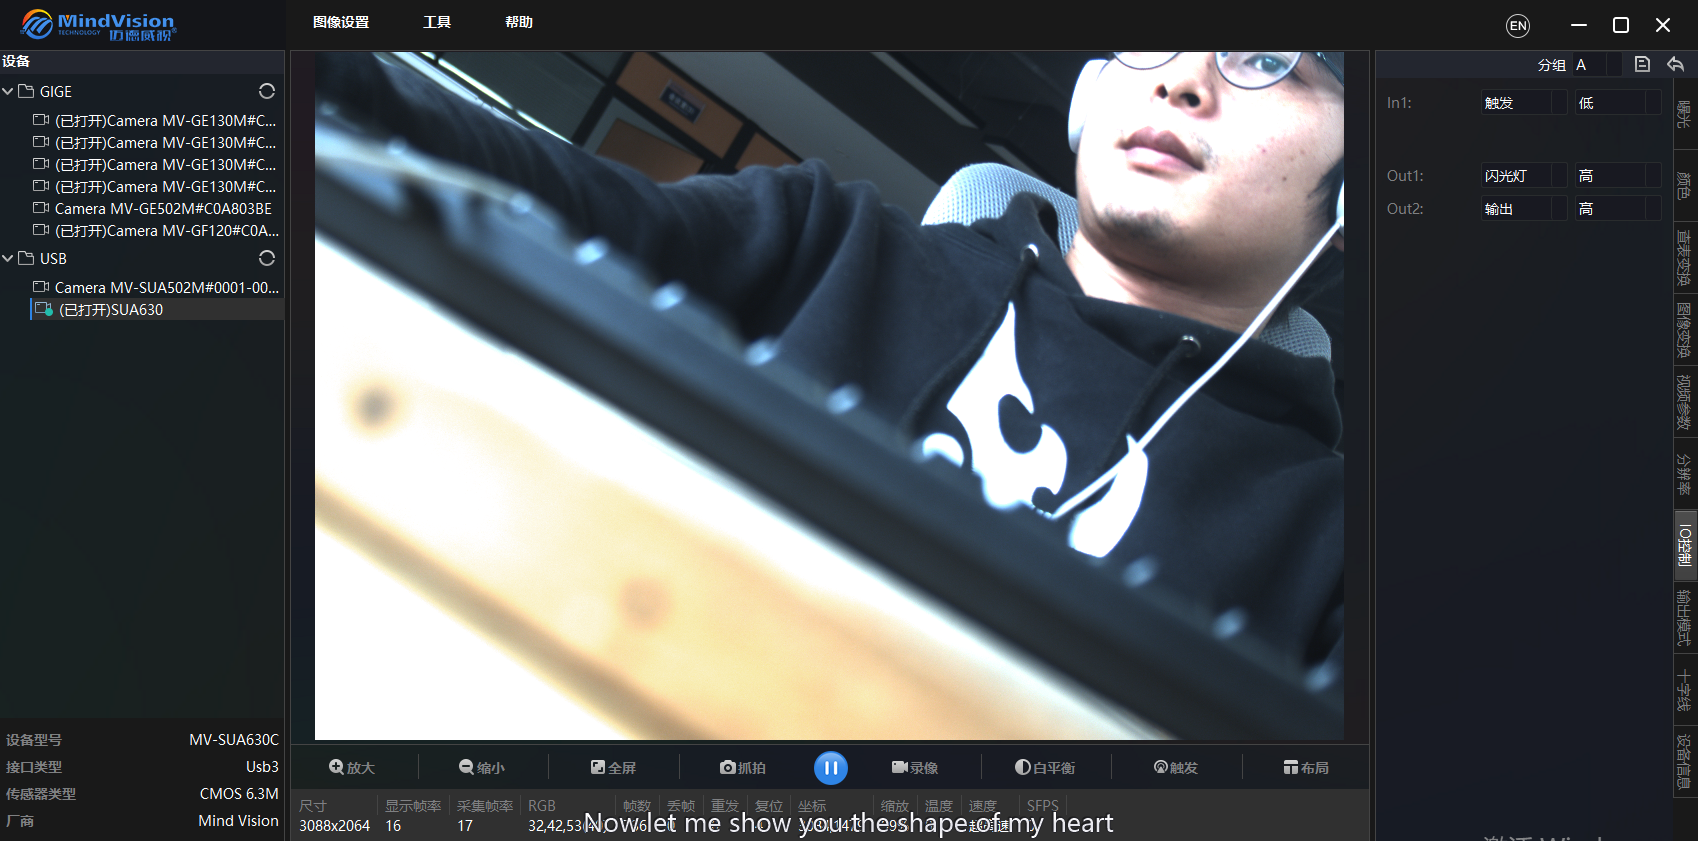 MindVision
TECHNOLOGY 迈德威视
图像设置 工具 帮助
EN
设备
GIGE
(已打开)Camera MV-GE130M#C...
(已打开)Camera MV-GE130M#C...
(已打开)Camera MV-GE130M#C...
(已打开)Camera MV-GE130M#C...
Camera MV-GE502M#C0A803BE
(已打开)Camera MV-GF120#C0A...
USB
Camera MV-SUA502M#0001-00...
(已打开)SUA630
设备型号 MV-SUA630C
接口类型 Usb3
传感器类型 CMOS 6.3M
厂商 Mind Vision
放大 缩小 全屏 抓拍 录像 白平衡 触发 布局
尺寸 显示帧率 采集帧率 RGB 帧数 丢帧 重发 复位 坐标 缩放 温度 速度 SFPS
3088x2064 16 17 32,42,53
Now let me show you the shape of my heart
分组 A
In1: 触发 低
Out1: 闪光灯 高
Out2: 输出 高
曝光
颜色
查表变换
图像变换
视频参数
分辨率
IO控制
输出模式
十字线
设备信息